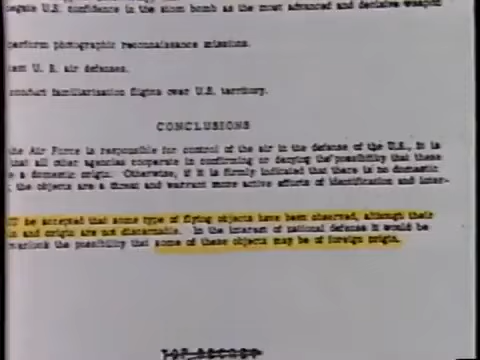 negate U.S. confidence in the atom bomb as the most advanced and decisive weapon
perform photographic reconnaissance missions.
test U. S. air defenses.
conduct familiarization flights over U.S. territory.
CONCLUSIONS
the Air Force is responsible for control of the air in the defense of the U.S., it is
that all other agencies cooperate in confirming or denying the possibility that these
e a domestic origin. Otherwise, if it is firmly indicated that there is no domestic
, the objects are a threat and warrant more active efforts of identification and inter-
be accepted that some type of flying objects have been observed, although their
n and origin are not discernable. In the interest of national defense it would be
overlook the possibility that some of these objects may be of foreign origin.
TOP SECRET